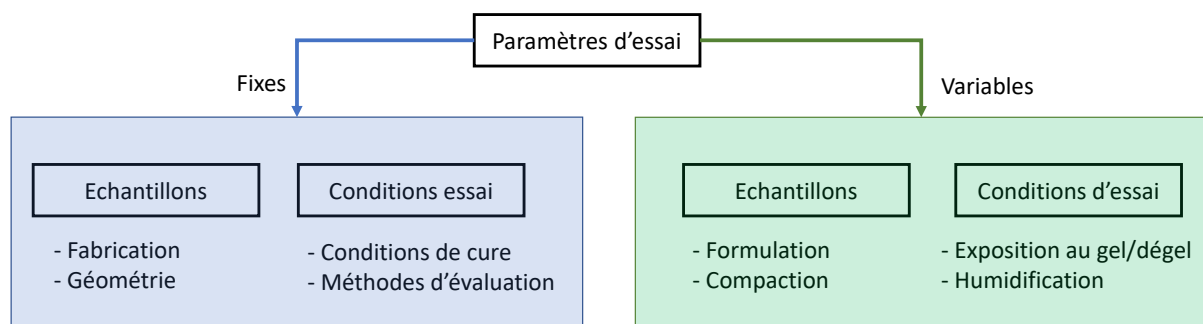 Paramètres d’essai
Fixes
Variables
Echantillons
Conditions essai
- Fabrication
- Géométrie
- Conditions de cure
- Méthodes d’évaluation
Echantillons
Conditions d’essai
- Formulation
- Compaction
- Exposition au gel/dégel
- Humidification